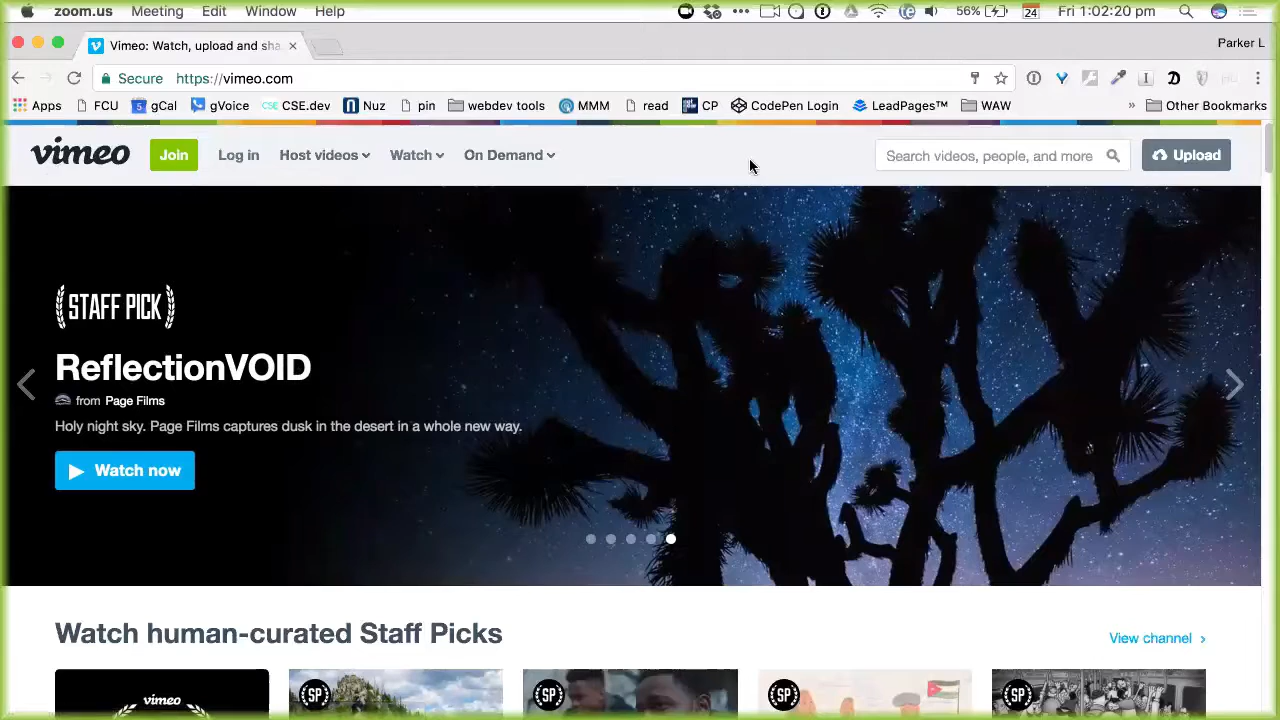 zoom.us Meeting Edit Window Help 56% 24 Fri 1:02:20 pm
Vimeo: Watch, upload and sha Parker L
Secure https://vimeo.com
Apps FCU gCal gVoice CSE.dev Nuz pin webdev tools MMM read CP CodePen Login LeadPages™ WAW » Other Bookmarks
vimeo Join Log in Host videos Watch On Demand Search videos, people, and more Upload
STAFF PICK
ReflectionVOID
from Page Films
Holy night sky. Page Films captures dusk in the desert in a whole new way.
Watch now
Watch human-curated Staff Picks View channel
vimeo SP SP SP SP